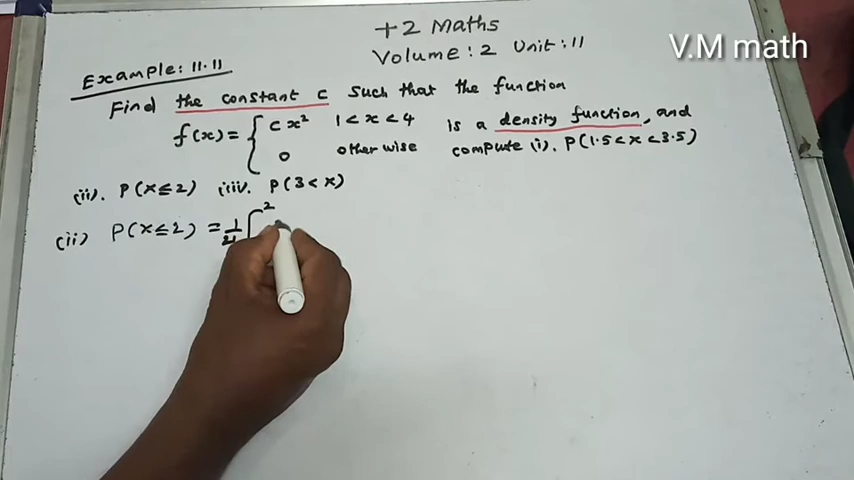 +2 Maths
Volume: 2 Unit: 11
V.M math
Example: 11.11
Find the constant c such that the function
f(x) = { c x² 1 < x < 4
0 otherwise
is a density function, and
compute (i). P(1.5 < x < 3.5)
(ii). P(x ≤ 2) (iii). P(3 < x)
(ii) P(x ≤ 2) = 1/21 ∫ 2